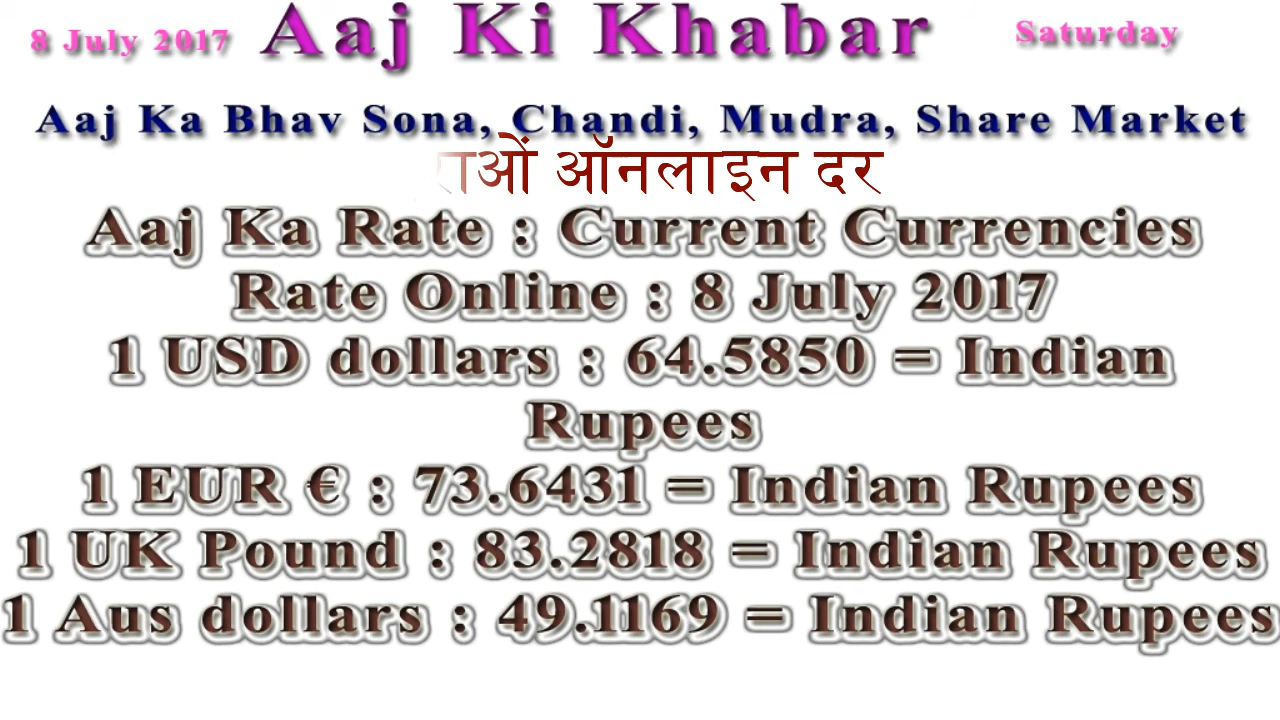 8 July 2017 Aaj Ki Khabar Saturday
Aaj Ka Bhav Sona, Chandi, Mudra, Share Market
ऑनलाइन दर
Aaj Ka Rate : Current Currencies
Rate Online : 8 July 2017
1 USD dollars : 64.5850 = Indian
Rupees
1 EUR € : 73.6431 = Indian Rupees
1 UK Pound : 83.2818 = Indian Rupees
1 Aus dollars : 49.1169 = Indian Rupees